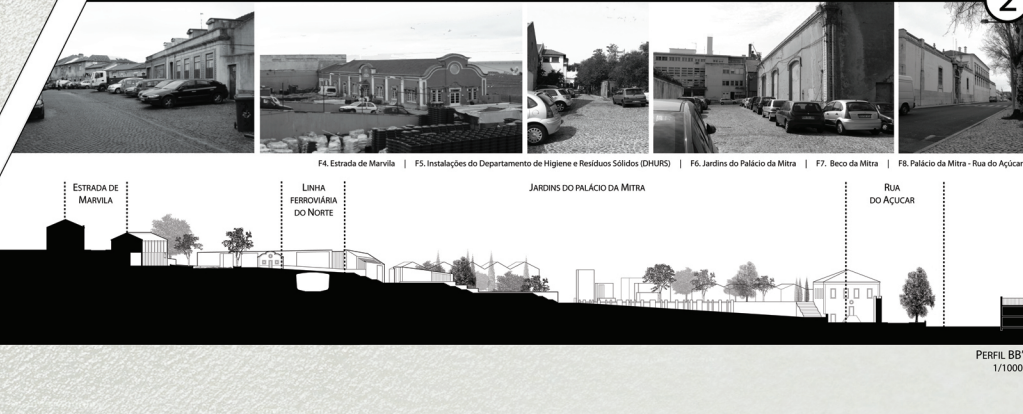 2
F4. Estrada de Marvila | F5. Instalações do Departamento de Higiene e Resíduos Sólidos (DHURS) | F6. Jardins do Palácio da Mitra | F7. Beco da Mitra | F8. Palácio da Mitra - Rua do Açúcar
ESTRADA DE
MARVILA
LINHA
FERROVIÁRIA
DO NORTE
JARDINS DO PALÁCIO DA MITRA
RUA
DO AÇUCAR
PERFIL BB'
1/1000